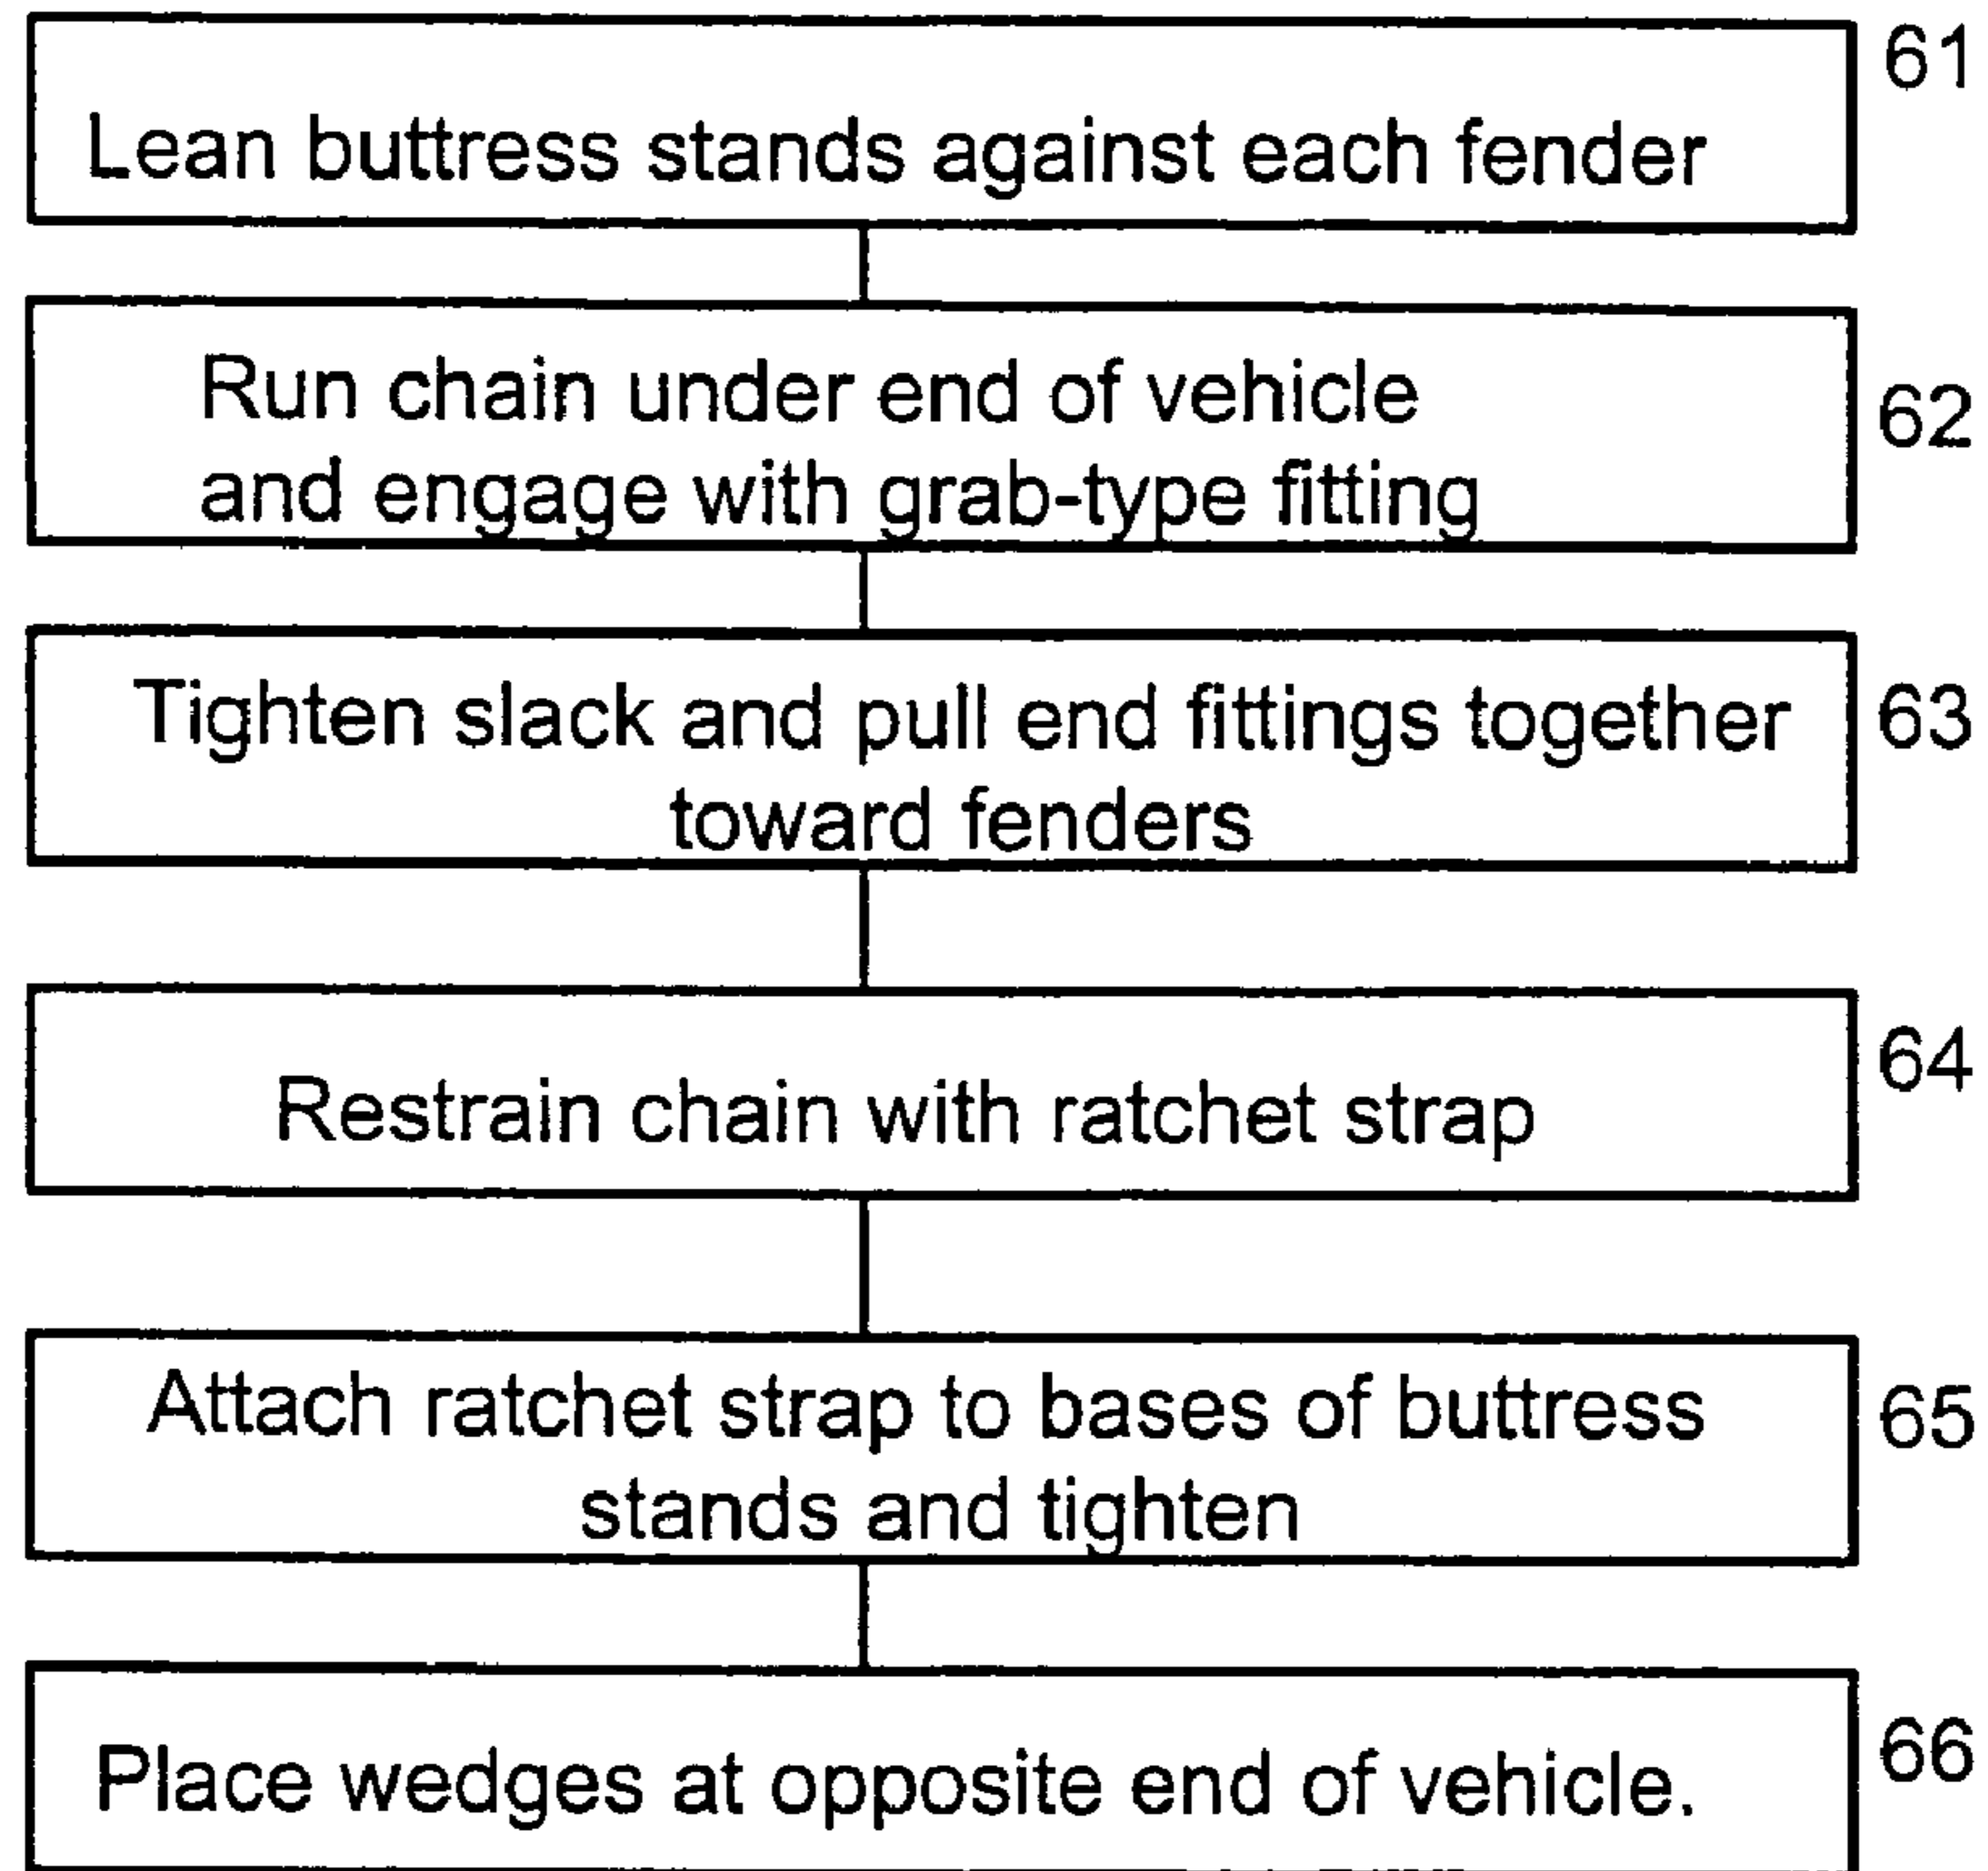 61
Lean buttress stands against each fender
Run chain under end of vehicle
62
and engage with grab-type fitting
Tighten slack and pull end fittings together
63
toward fenders
64
Restrain chain with ratchet strap
Attach ratchet strap to bases of buttress
65
stands and tighten
66
Place wedges at opposite end of vehicle.